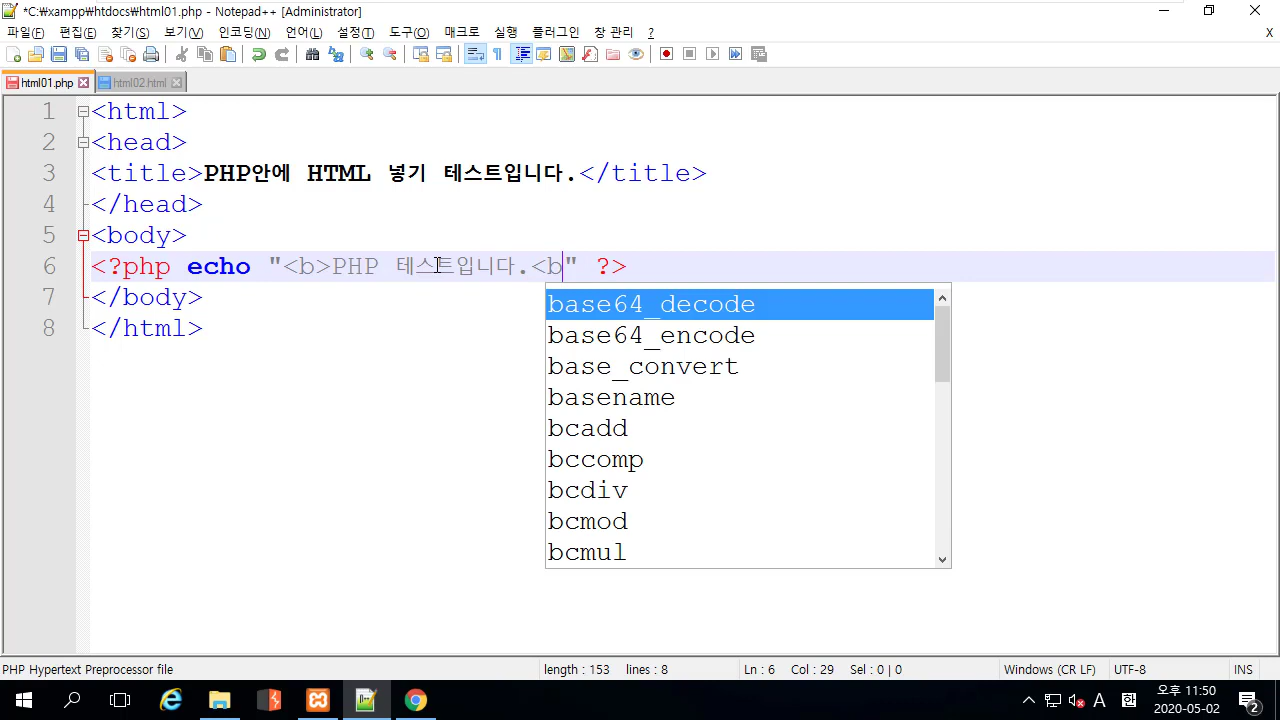 *C:₩xampp₩htdocs₩html01.php - Notepad++ [Administrator]
파일(F) 편집(E) 찾기(S) 보기(V) 인코딩(N) 언어(L) 설정(T) 도구(O) 매크로 실행 플러그인 창 관리 ? X
html01.php html02.html
1 <html>
2 <head>
3 <title>PHP안에 HTML 넣기 테스트입니다.</title>
4 </head>
5 <body>
6 <?php echo "<b>PHP 테스트입니다.<b" ?>
7 </body>
8 </html>
base64_decode
base64_encode
base_convert
basename
bcadd
bccomp
bcdiv
bcmod
bcmul
PHP Hypertext Preprocessor file length : 153 lines : 8 Ln : 6 Col : 29 Sel : 0 | 0 Windows (CR LF) UTF-8 INS
A 한 오후 11:50
2020-05-02 2